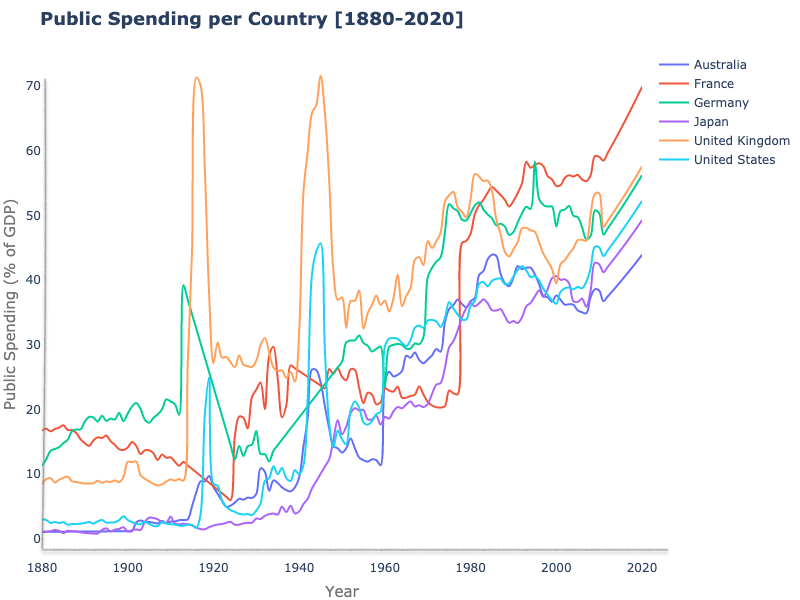 Public Spending per Country [1880-2020]
Australia
France
Germany
Japan
United Kingdom
United States
Public Spending (% of GDP)
70
60
50
40
30
20
10
0
1880 1900 1920 1940 1960 1980 2000 2020
Year